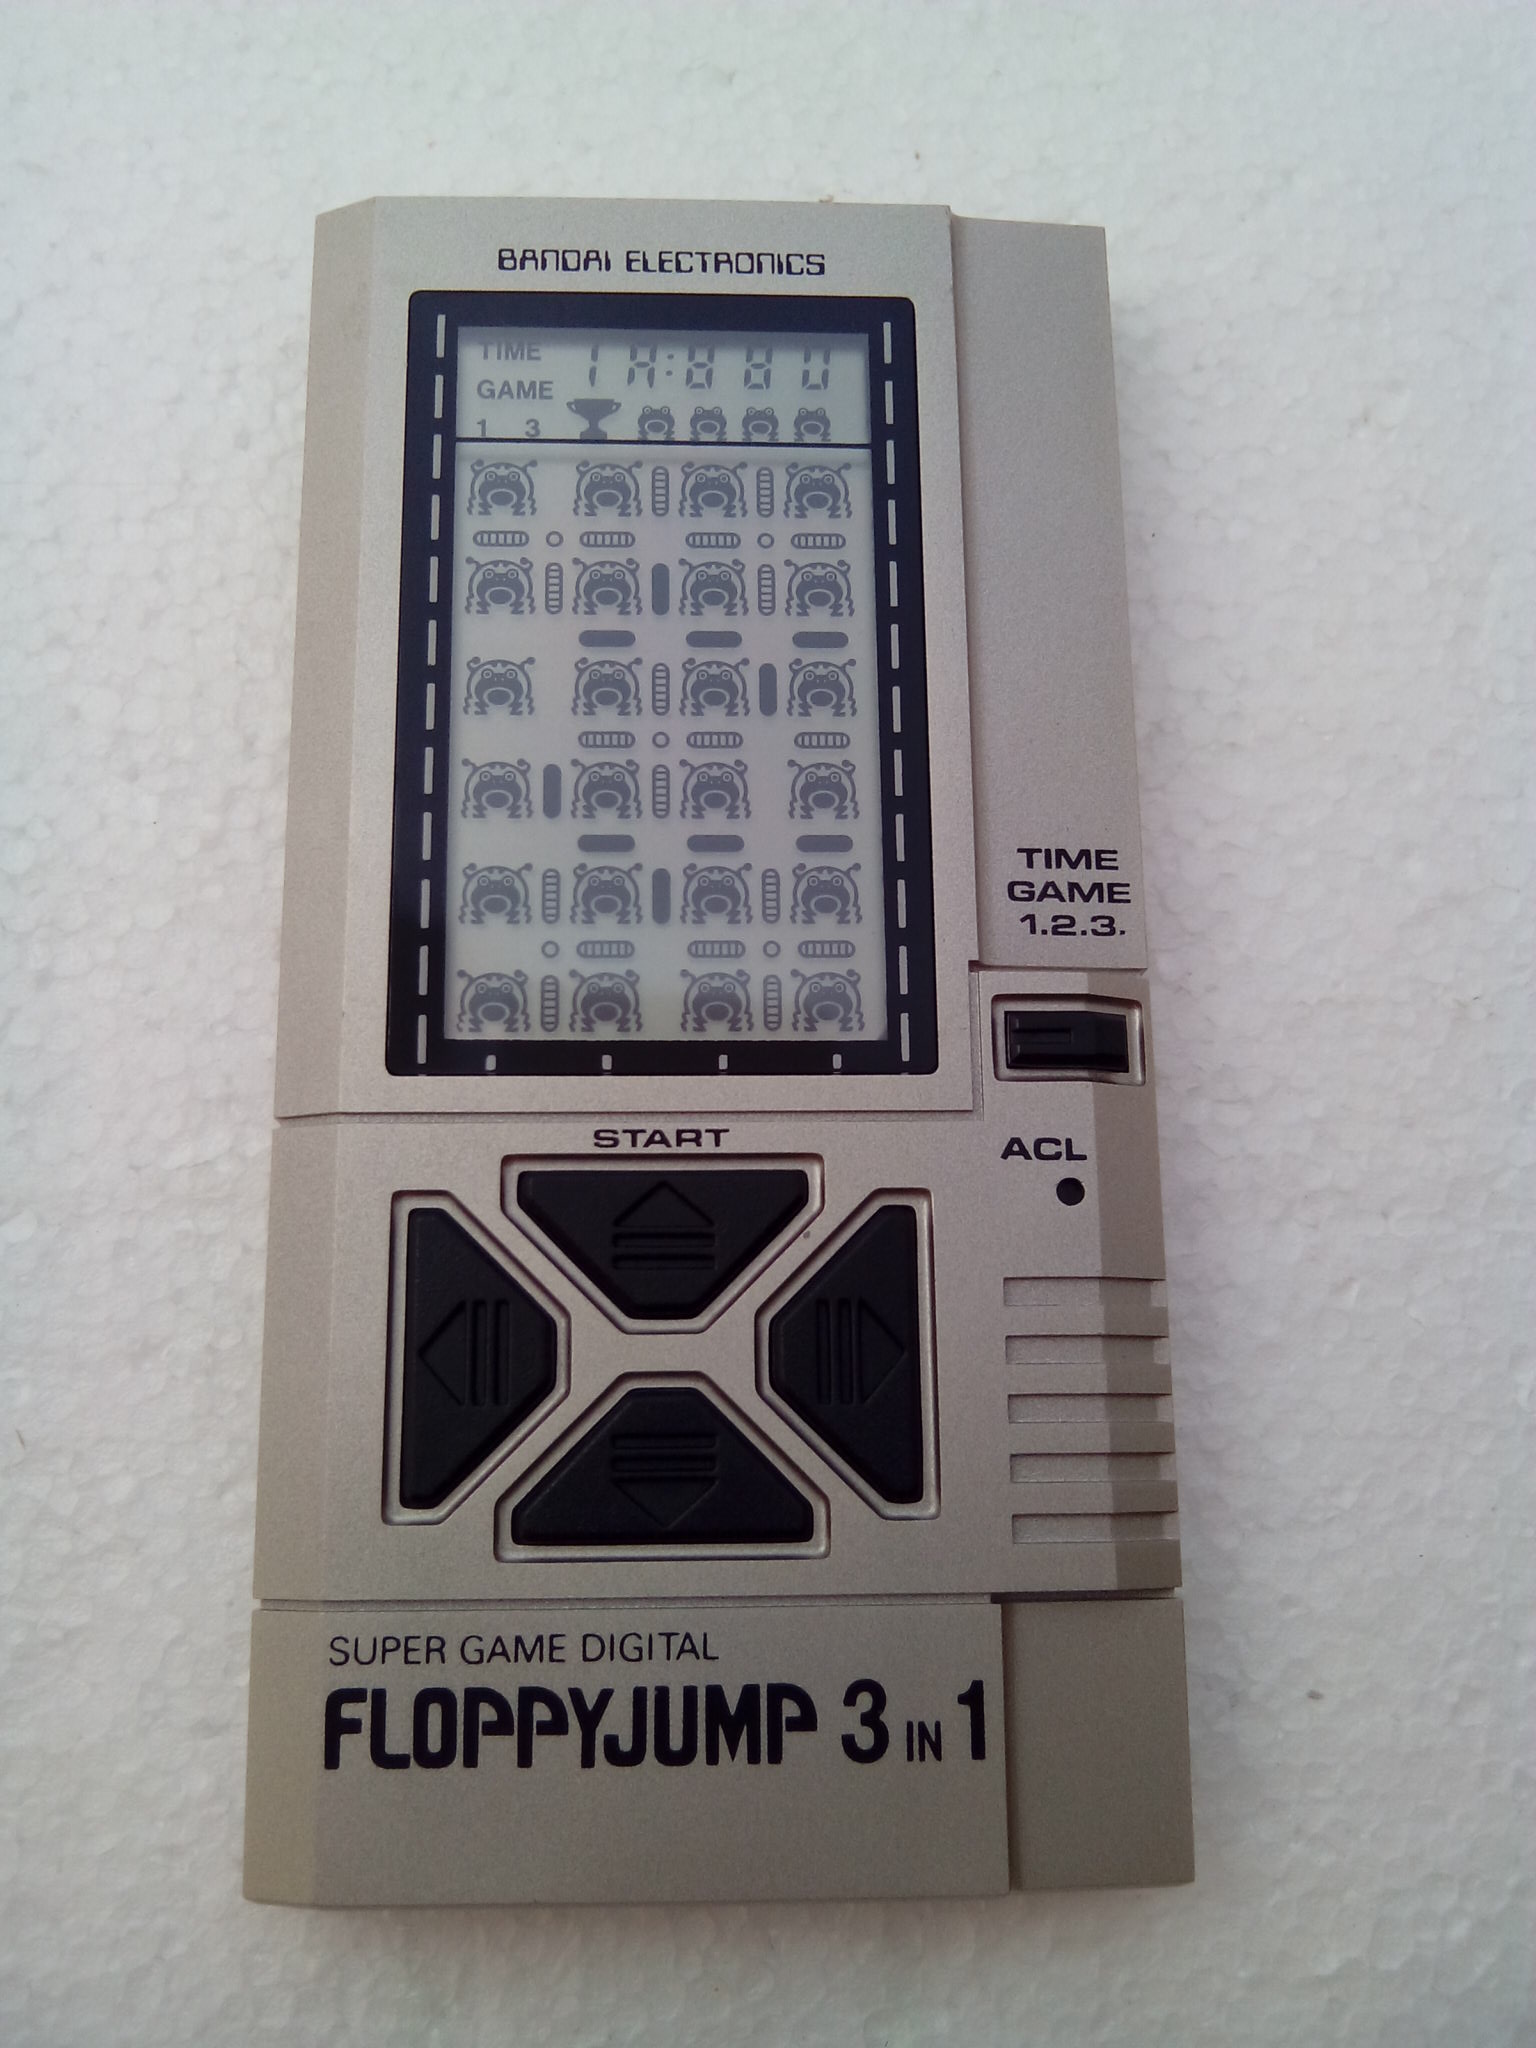 BANDAI ELECTRONICS
TIME
GAME
1 3
TIME
GAME
1.2.3.
START
ACL
SUPER GAME DIGITAL
FLOPPYJUMP 3 IN 1